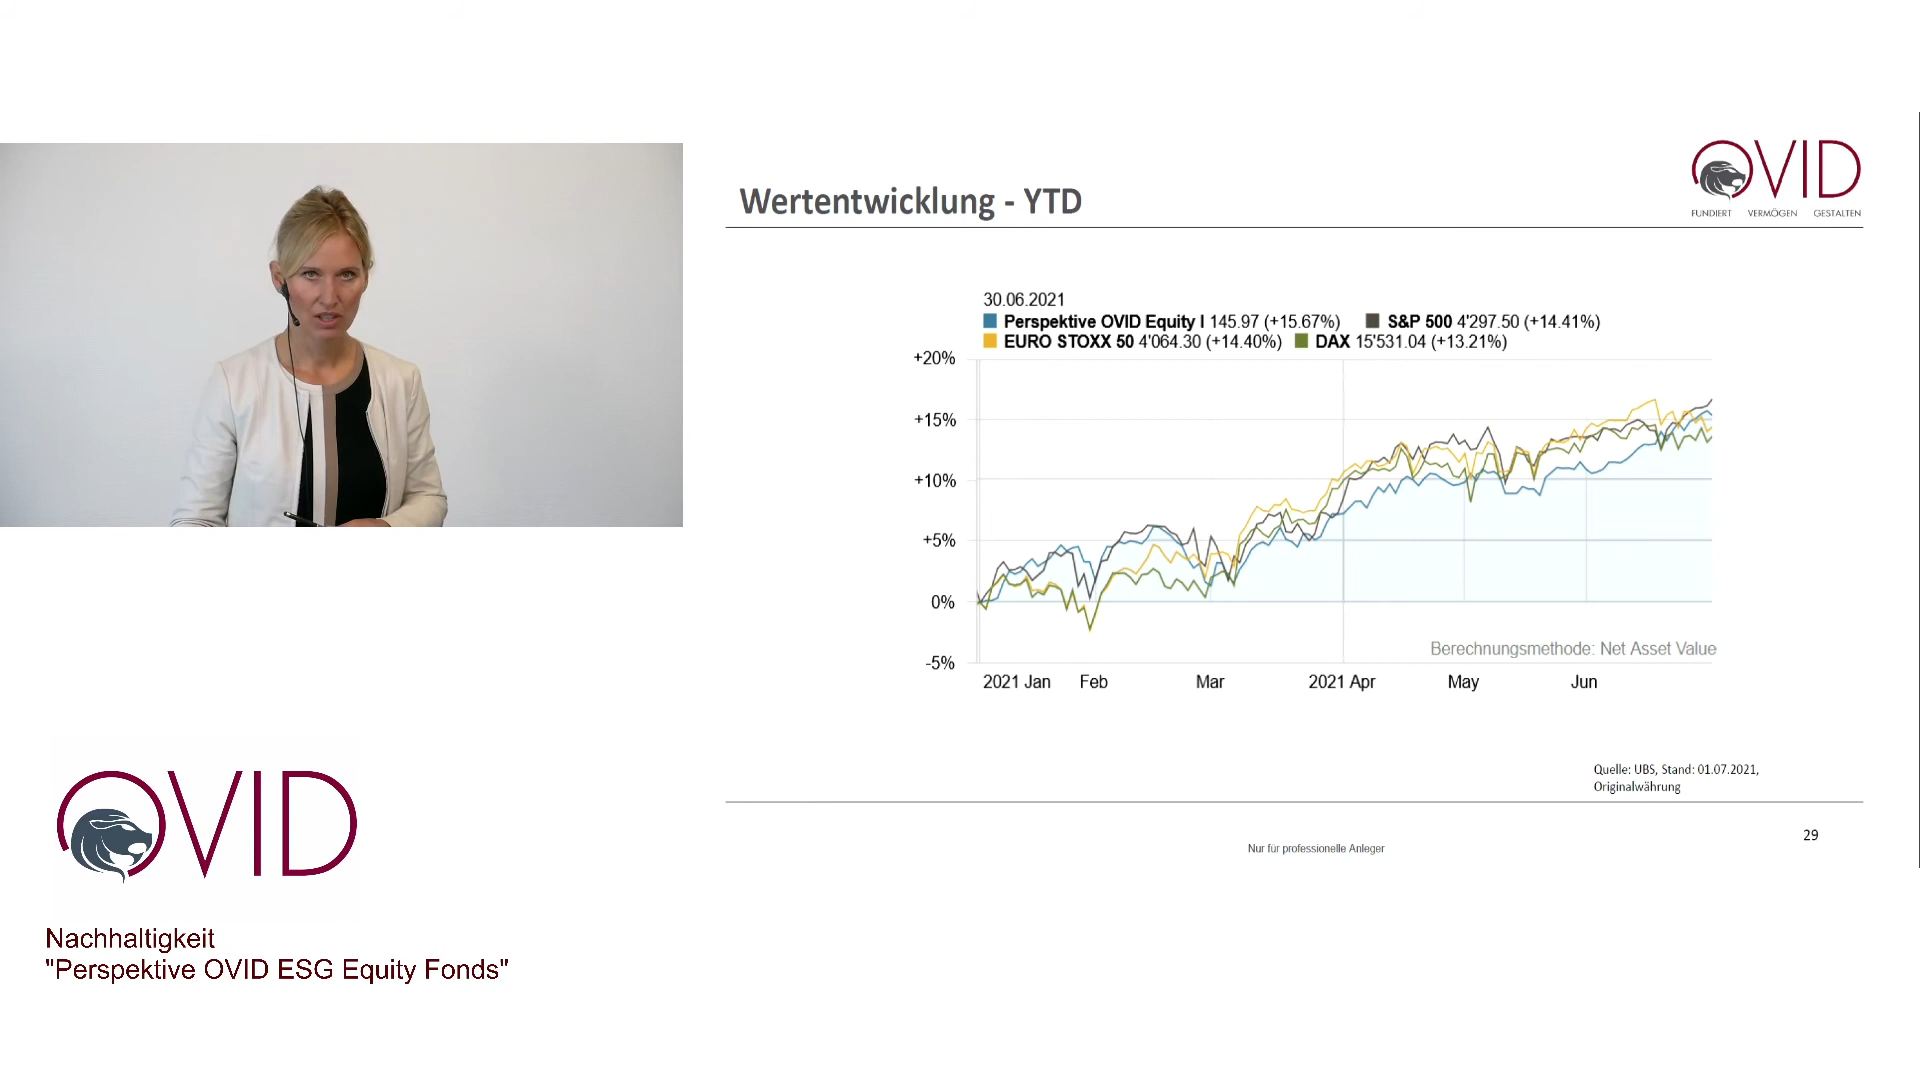 OVID
FUNDIERT VERMÖGEN GESTALTEN
Wertentwicklung - YTD
30.06.2021
Perspektive OVID Equity I 145.97 (+15.67%) S&P 500 4'297.50 (+14.41%)
EURO STOXX 50 4'064.30 (+14.40%) DAX 15'531.04 (+13.21%)
+20%
+15%
+10%
+5%
0%
-5%
Berechnungsmethode: Net Asset Value
2021 Jan Feb Mar 2021 Apr May Jun
Quelle: UBS, Stand: 01.07.2021,
Originalwährung
29
Nur für professionelle Anleger
OVID
Nachhaltigkeit
"Perspektive OVID ESG Equity Fonds"